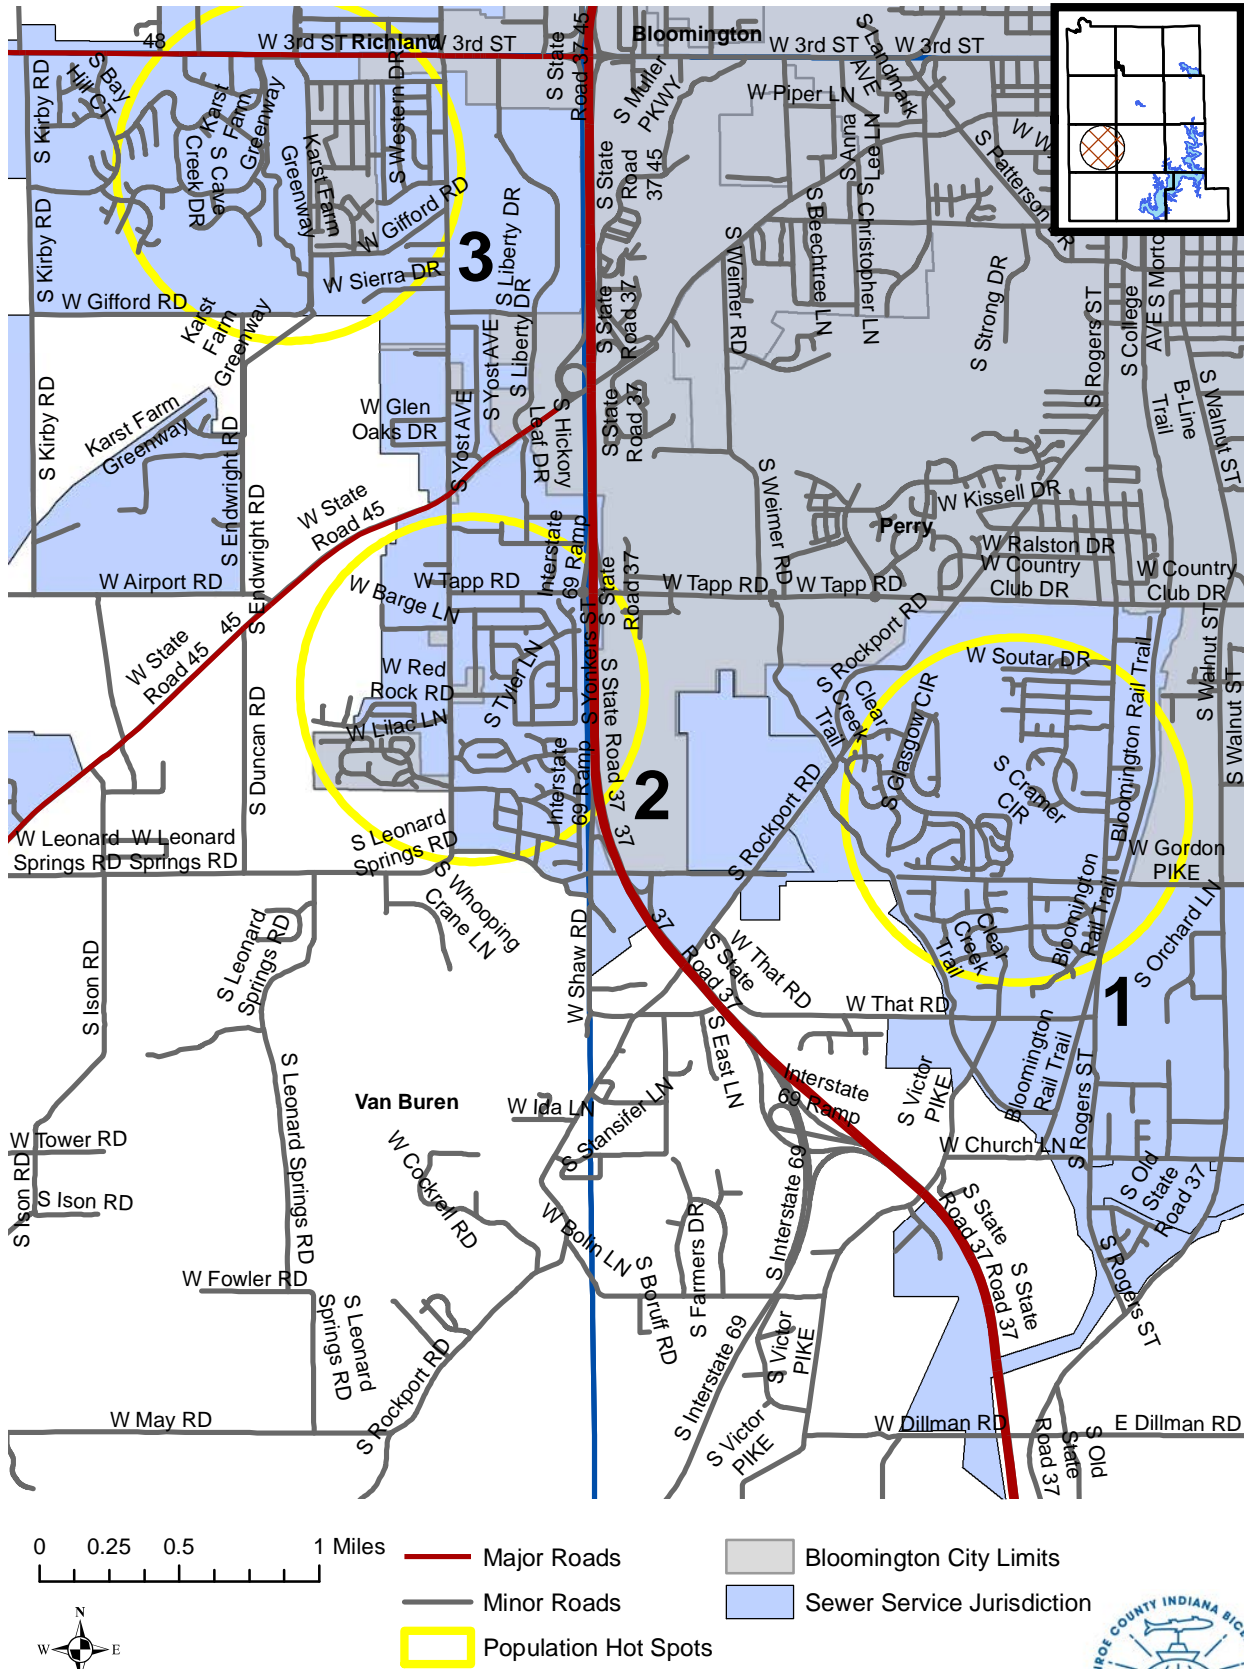 48
W 3rd ST
Richland
W 3rd ST
S State
Road 37 45
Bloomington
W 3rd ST
W 3rd ST
S Landmark
AVE
S Kirby RD
S Bay
Hill CT
Karst
Farm
Greenway
S Western DR
S Muller
PKWY
W Piper LN
S Anna
Lee LN
S Patterson
DR
S Cave
Creek DR
Karst Farm
Greenway
S State
Road
37 45
S Beechtree LN
S Christopher LN
S Kirby RD
W Gifford RD
3
S Liberty DR
S Weimer RD
W Sierra DR
W Gifford RD
Karst
Farm
Greenway
S Liberty DR
S State
Road 37
S Strong DR
S Rogers ST
S College
AVE
S Mort
S Kirby RD
Karst Farm
Greenway
S Endwright RD
W Glen
Oaks DR
S Yost AVE
S Yost AVE
S Hickory
Leaf DR
S State
Road 37
S Walnut ST
B-Line
Trail
W State
Road 45
S Endwright RD
S Weimer RD
W Kissell DR
Perry
W Ralston DR
W Country
Club DR
W Country
Club DR
W Airport RD
W Barge LN
W Tapp RD
Interstate
69 Ramp
S State
Road 37
W Tapp RD
W Tapp RD
45
W State
Road 45
S Duncan RD
W Red
Rock RD
W Lilac LN
S Tyler LN
S Yonkers ST
S State Road 37
S Rockport RD
W Soutar DR
Clear
Creek
Trail
S Glasgow CIR
S Cramer
CIR
Bloomington Rail Trail
S Walnut ST
S Walnut ST
Interstate
69 Ramp
2
37
S Rockport RD
W Leonard
Springs RD
W Leonard
Springs RD
S Leonard
Springs RD
S Whooping
Crane LN
W Gordon
PIKE
Bloomington
Rail Trail
S Orchard LN
Clear
Creek
Trail
S Leonard
Springs RD
S Ison RD
W Shaw RD
37
S State
Road 37
W That RD
W That RD
1
S Leonard Springs RD
S East LN
Interstate
69 Ramp
S Victor
PIKE
Bloomington
Rail Trail
S Rogers ST
Van Buren
W Ida LN
S Stansifer LN
W Tower RD
S Ison RD
S Ison RD
W Cockrell RD
W Church LN
S Old
State
Road 37
W Bolin LN
S Interstate 69
S State
Road 37
S Farmers DR
S Boruff RD
S State
Road 37
S Rogers ST
W Fowler RD
S Leonard
Springs RD
S Rockport RD
S Interstate 69
S Victor
PIKE
W May RD
S Victor
PIKE
W Dillman RD
E Dillman RD
S Old
State
Road 37
0 0.25 0.5 1 Miles
Major Roads
Minor Roads
Population Hot Spots
Bloomington City Limits
Sewer Service Jurisdiction
N
W
E
COUNTY INDIANA